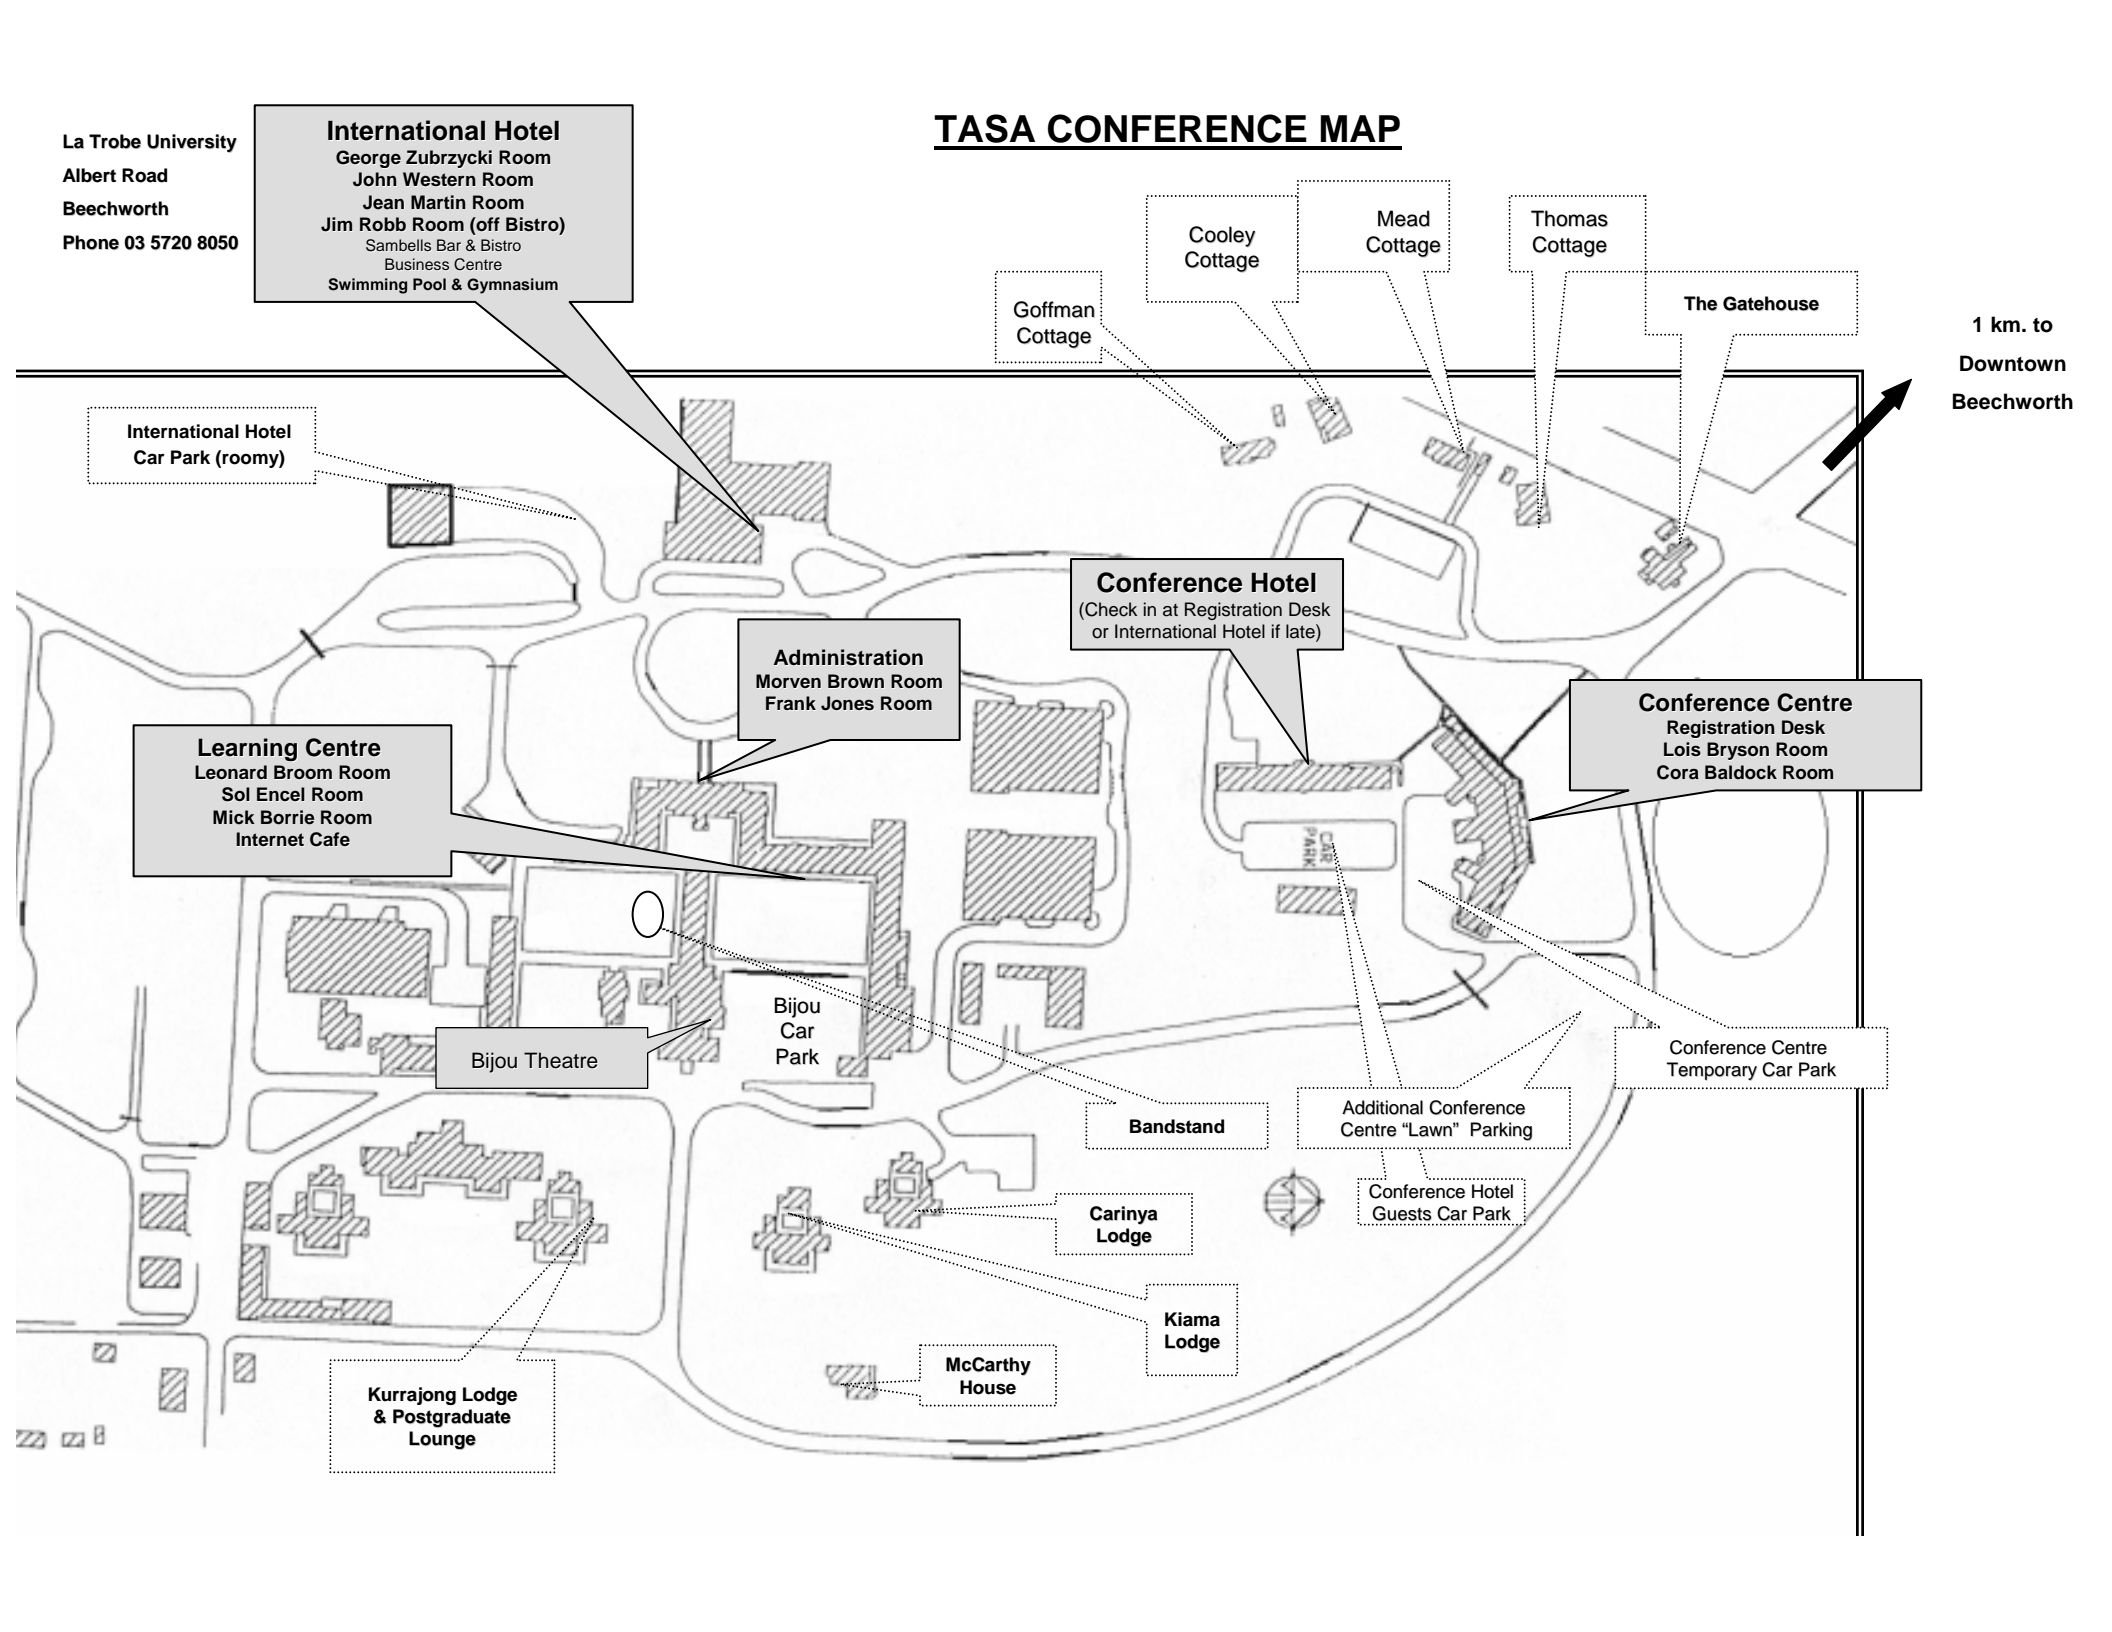 TASA CONFERENCE MAP
La Trobe University
Albert Road
Beechworth
Phone 03 5720 8050
International Hotel
George Zubrzycki Room
John Western Room
Jean Martin Room
Jim Robb Room (off Bistro)
Sambells Bar & Bistro
Business Centre
Swimming Pool & Gymnasium
Goffman
Cottage
Cooley
Cottage
Mead
Cottage
Thomas
Cottage
The Gatehouse
1 km. to
Downtown
Beechworth
International Hotel
Car Park (roomy)
Conference Hotel
(Check in at Registration Desk
or International Hotel if late)
Administration
Morven Brown Room
Frank Jones Room
Conference Centre
Registration Desk
Lois Bryson Room
Cora Baldock Room
Learning Centre
Leonard Broom Room
Sol Encel Room
Mick Borrie Room
Internet Cafe
CAR
PARK
Bijou
Car
Park
Bijou Theatre
Conference Centre
Temporary Car Park
Additional Conference
Centre “Lawn” Parking
Bandstand
Conference Hotel
Guests Car Park
Carinya
Lodge
Kiama
Lodge
McCarthy
House
Kurrajong Lodge
& Postgraduate
Lounge